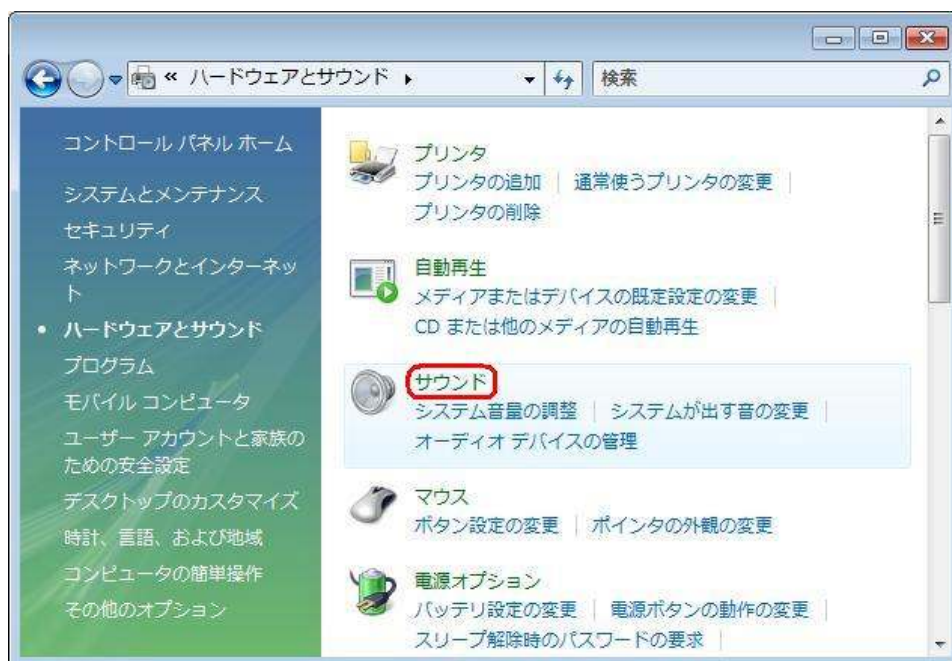 « ハードウェアとサウンド
検索
コントロール パネル ホーム
システムとメンテナンス
セキュリティ
ネットワークとインターネッ
ト
• ハードウェアとサウンド
プログラム
モバイル コンピュータ
ユーザー アカウントと家族の
ための安全設定
デスクトップのカスタマイズ
時計、言語、および地域
コンピュータの簡単操作
その他のオプション
プリンタ
プリンタの追加 | 通常使うプリンタの変更 |
プリンタの削除
自動再生
メディアまたはデバイスの既定設定の変更 |
CD または他のメディアの自動再生
サウンド
システム音量の調整 | システムが出す音の変更 |
オーディオ デバイスの管理
マウス
ボタン設定の変更 | ポインタの外観の変更
電源オプション
バッテリ設定の変更 | 電源ボタンの動作の変更 |
スリープ解除時のパスワードの要求 |